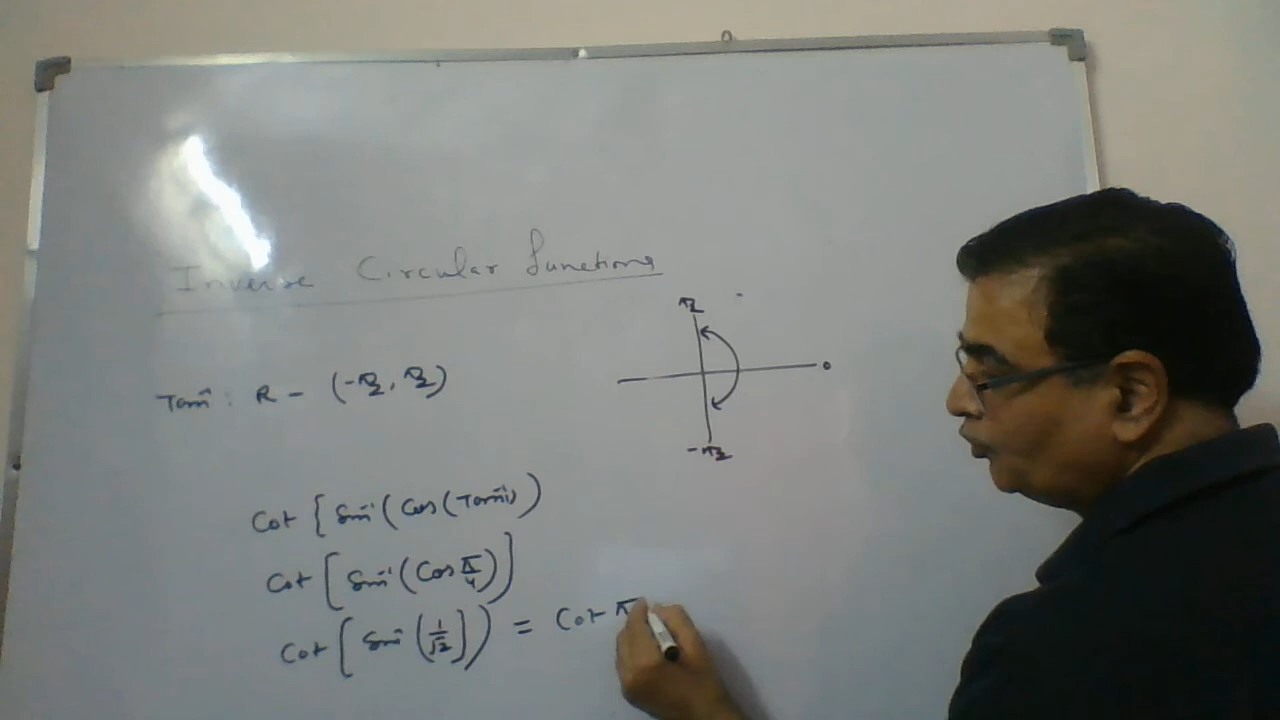 Inverse Circular functions
π/2
Tan⁻¹ : R – (-π/2, π/2)
0
-π/2
Cot { Sin⁻¹ ( Cos (Tan⁻¹1) )
Cot [ Sin⁻¹ ( Cos π/4 ) ]
Cot [ Sin⁻¹ ( 1/√2 ] ) = Cot π